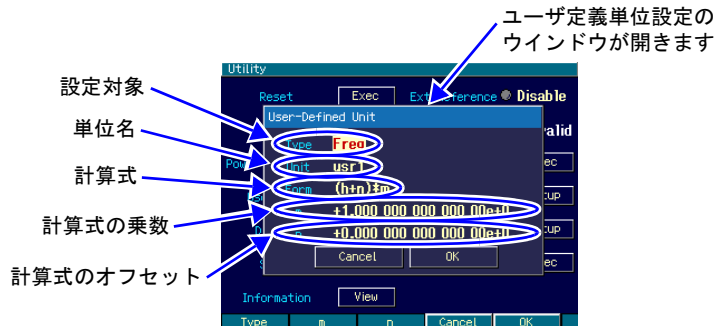 ユーザ定義単位設定の
ウインドウが開きます
設定対象
単位名
計算式
計算式の乗数
計算式のオフセット
Utility
Reset Exec Ext Reference Disable
User-Defined Unit
Type Freq
Unit usr1
Form (h+n)*m
+1.000 000 000 000 00e+0
n +0.000 000 000 000 00e+0
Cancel OK
Information View
Type m n Cancel OK